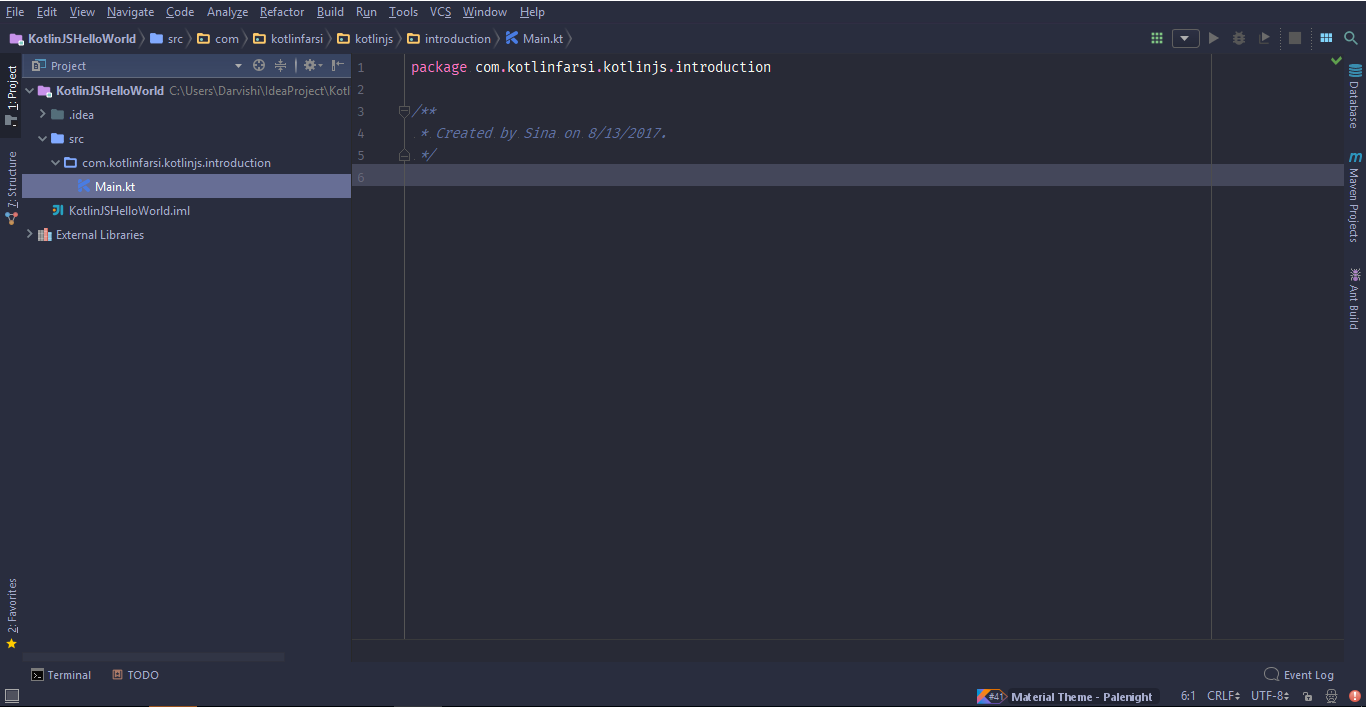 File Edit View Navigate Code Analyze Refactor Build Run Tools VCS Window Help
KotlinJSHelloWorld src com kotlinfarsi kotlinjs introduction Main.kt
1: Project
7: Structure
2: Favorites
Project
KotlinJSHelloWorld C:\Users\Darvishi\IdeaProject\Kotl
.idea
src
com.kotlinfarsi.kotlinjs.introduction
Main.kt
KotlinJSHelloWorld.iml
External Libraries
1 package com.kotlinfarsi.kotlinjs.introduction
2
3 /**
4 * Created by Sina on 8/13/2017.
5 */
6
Database
m Maven Projects
Ant Build
Terminal TODO
Event Log
#41 Material Theme - Palenight 6:1 CRLF UTF-8